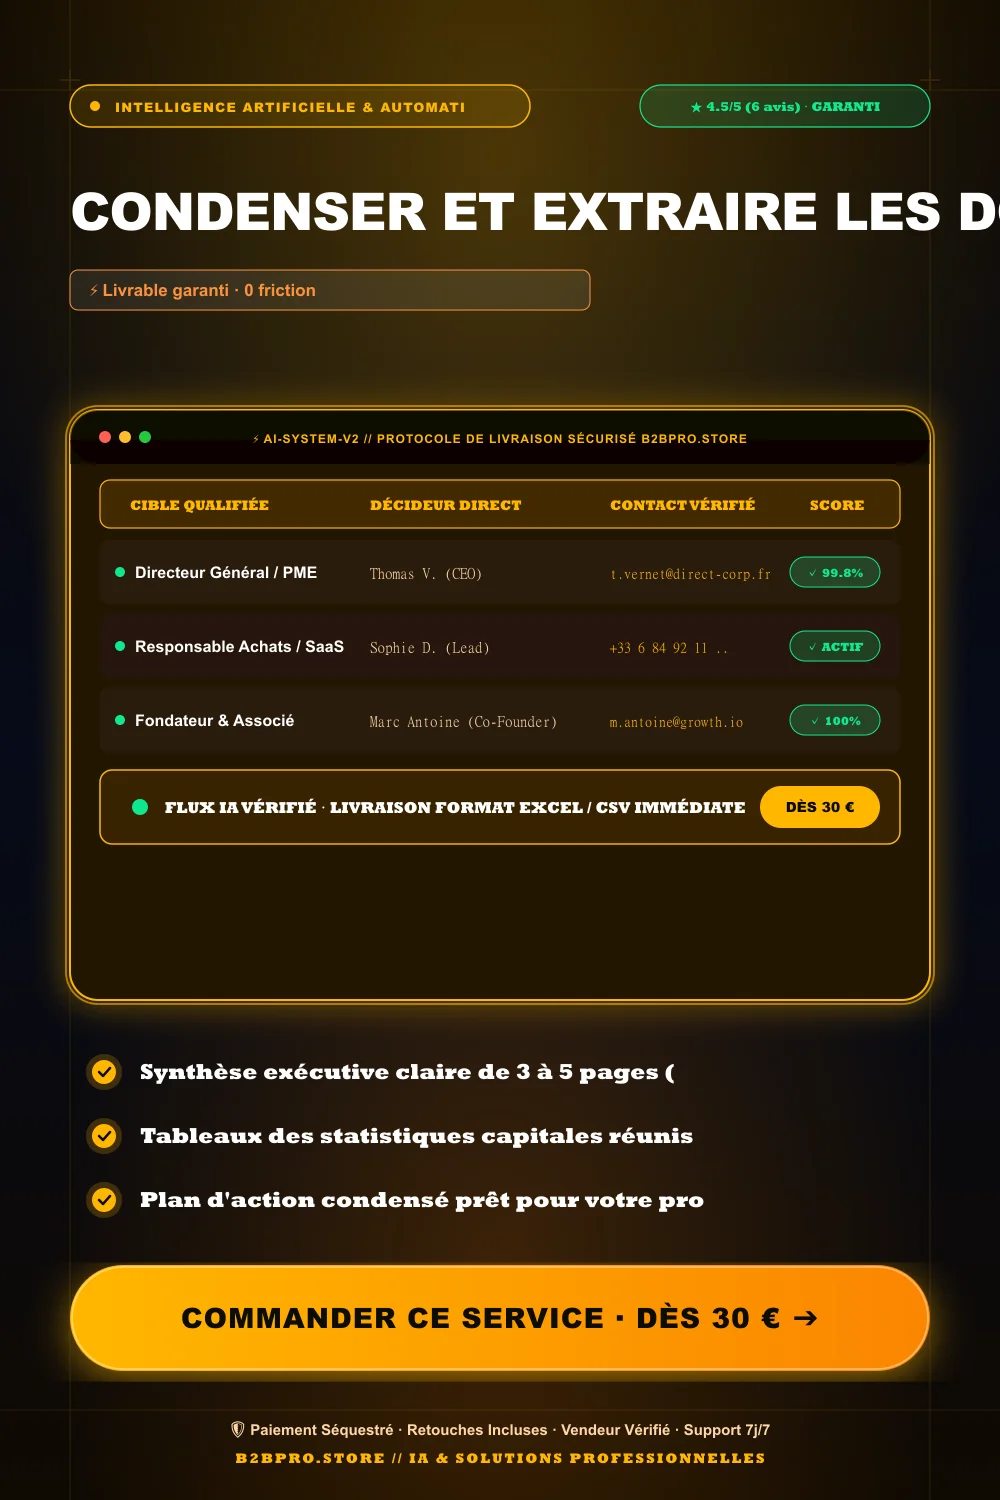 INTELLIGENCE ARTIFICIELLE & AUTOMATI
★ 4.5/5 (6 avis) · GARANTI
CONDENSER ET EXTRAIRE LES D
⚡ Livrable garanti · 0 friction
⚡ AI-SYSTEM-V2 // PROTOCOLE DE LIVRAISON SÉCURISÉ B2BPRO.STORE
CIBLE QUALIFIÉE DÉCIDEUR DIRECT CONTACT VÉRIFIÉ SCORE
Directeur Général / PME Thomas V. (CEO) t.vernet@direct-corp.fr ✓ 99.8%
Responsable Achats / SaaS Sophie D. (Lead) +33 6 84 92 11 .. ✓ ACTIF
Fondateur & Associé Marc Antoine (Co-Founder) m.antoine@growth.io ✓ 100%
FLUX IA VÉRIFIÉ · LIVRAISON FORMAT EXCEL / CSV IMMÉDIATE DÈS 30 €
Synthèse exécutive claire de 3 à 5 pages (
Tableaux des statistiques capitales réunis
Plan d'action condensé prêt pour votre pro
COMMANDER CE SERVICE · DÈS 30 € →
Paiement Séquestré · Retouches Incluses · Vendeur Vérifié · Support 7j/7
B2BPRO.STORE // IA & SOLUTIONS PROFESSIONNELLES